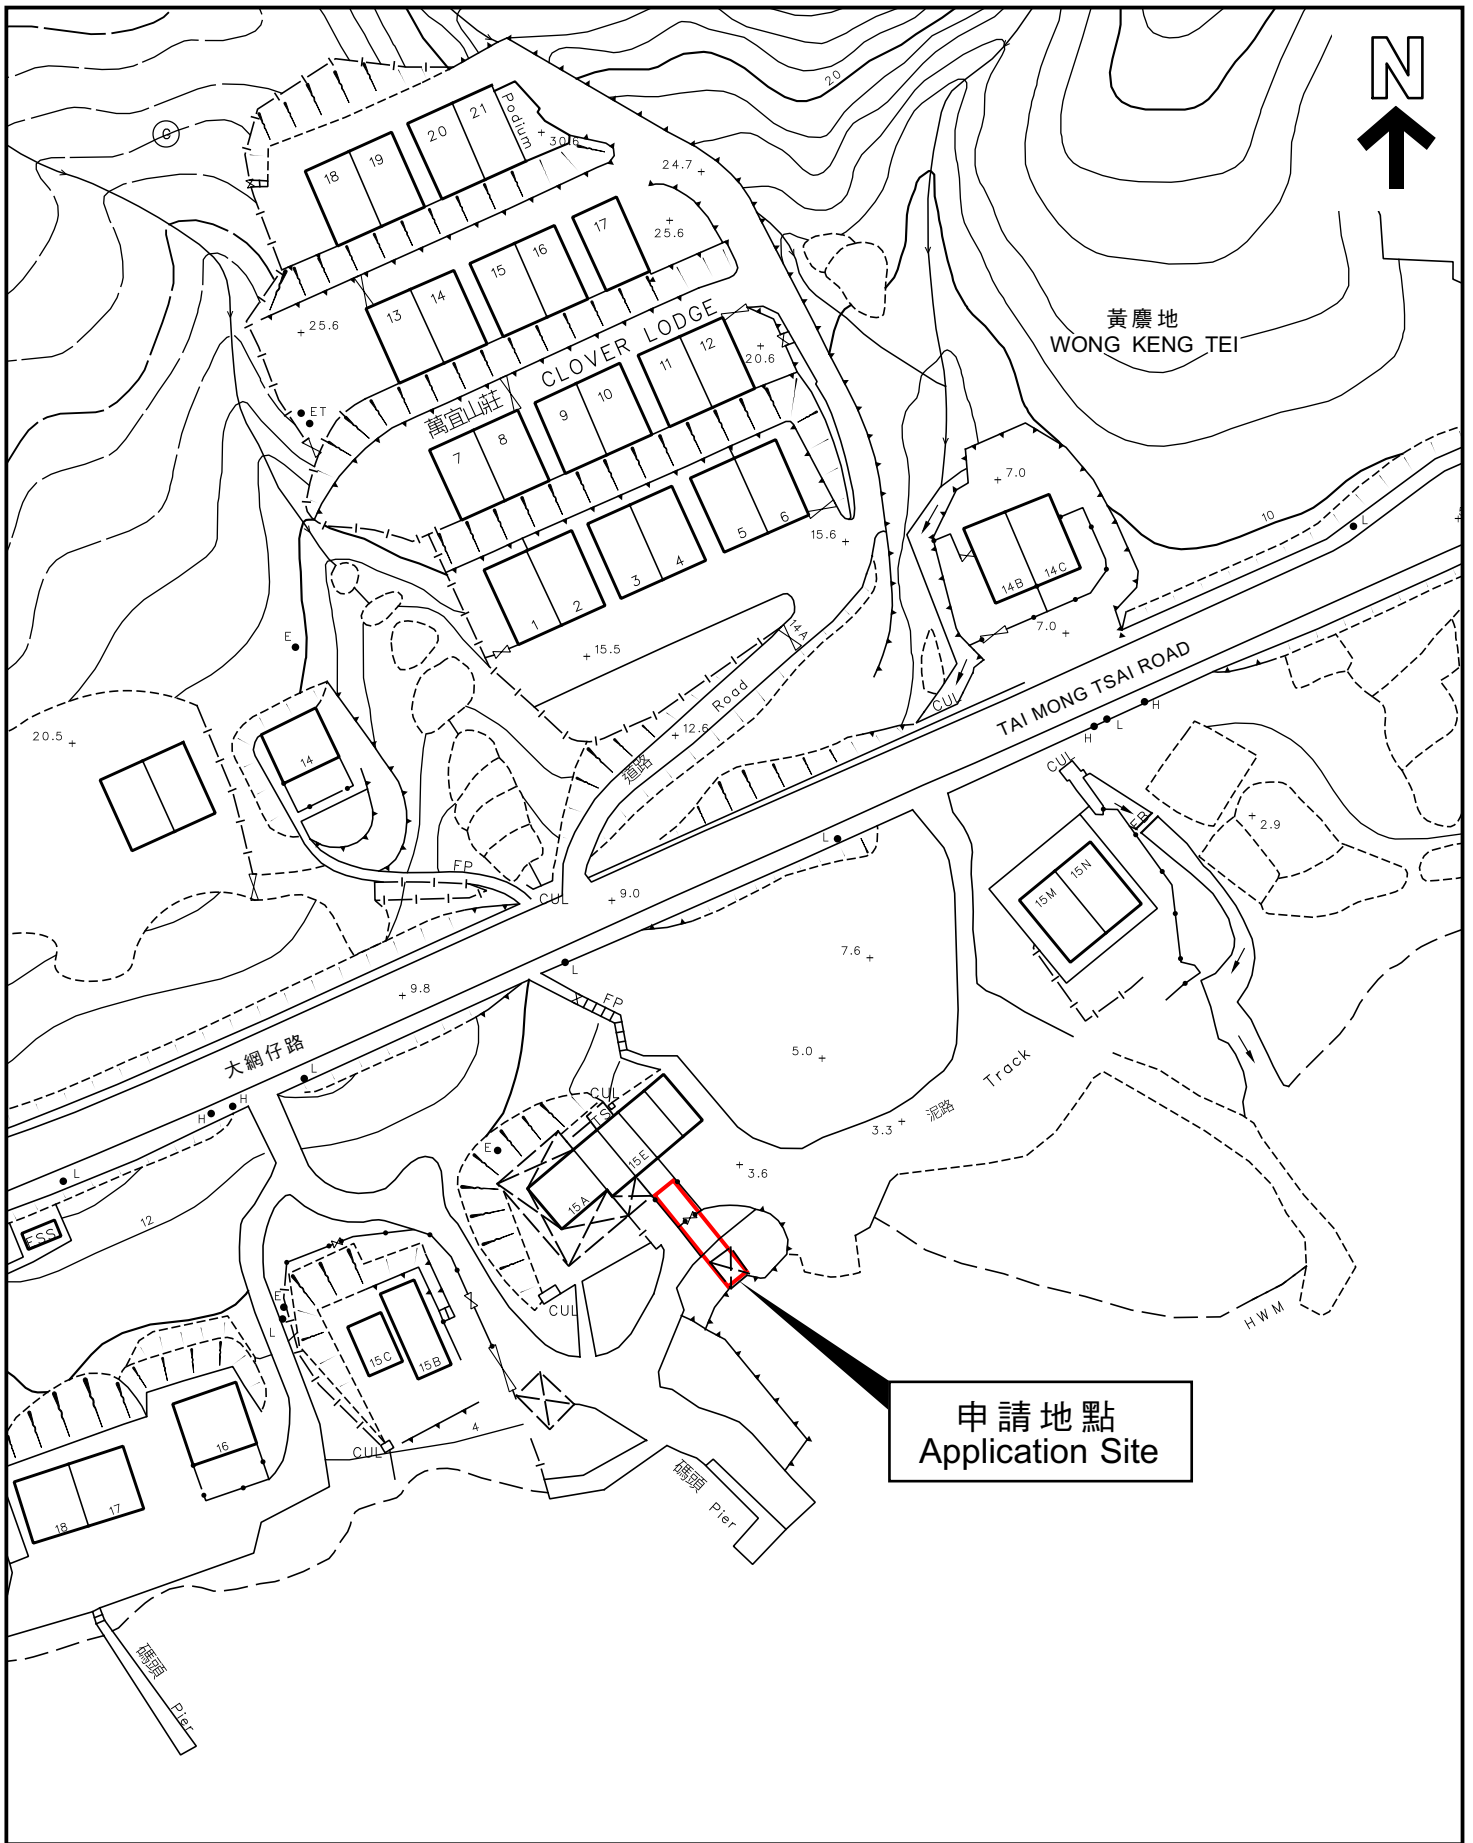 N
20
G
18
19
20
21
Podium
30.6
24.7
25.6
17
16
15
14
13
25.6
黃麖地
WONG KENG TEI
CLOVER LODGE
萬宜山莊
20.6
12
11
10
9
8
7
ET
7.0
10
L
6
5
15.6
4
3
2
1
14B
14C
7.0
E
15.5
14A
Road
道路
12.6
CUL
TAI MONG TSAI ROAD
H
L
H
20.5
14
CUL
FB
2.9
L
FP
CUL
9.0
15M
15N
7.6
L
9.8
FP
大網仔路
L
5.0
Track
泥路
3.3
H
H
CUL
TS
E
15E
15A
3.6
L
12
ESS
E
L
CUL
HWM
15C
15B
16
17
18
CUL
4
申請地點
Application Site
碼頭
Pier
碼頭
Pier